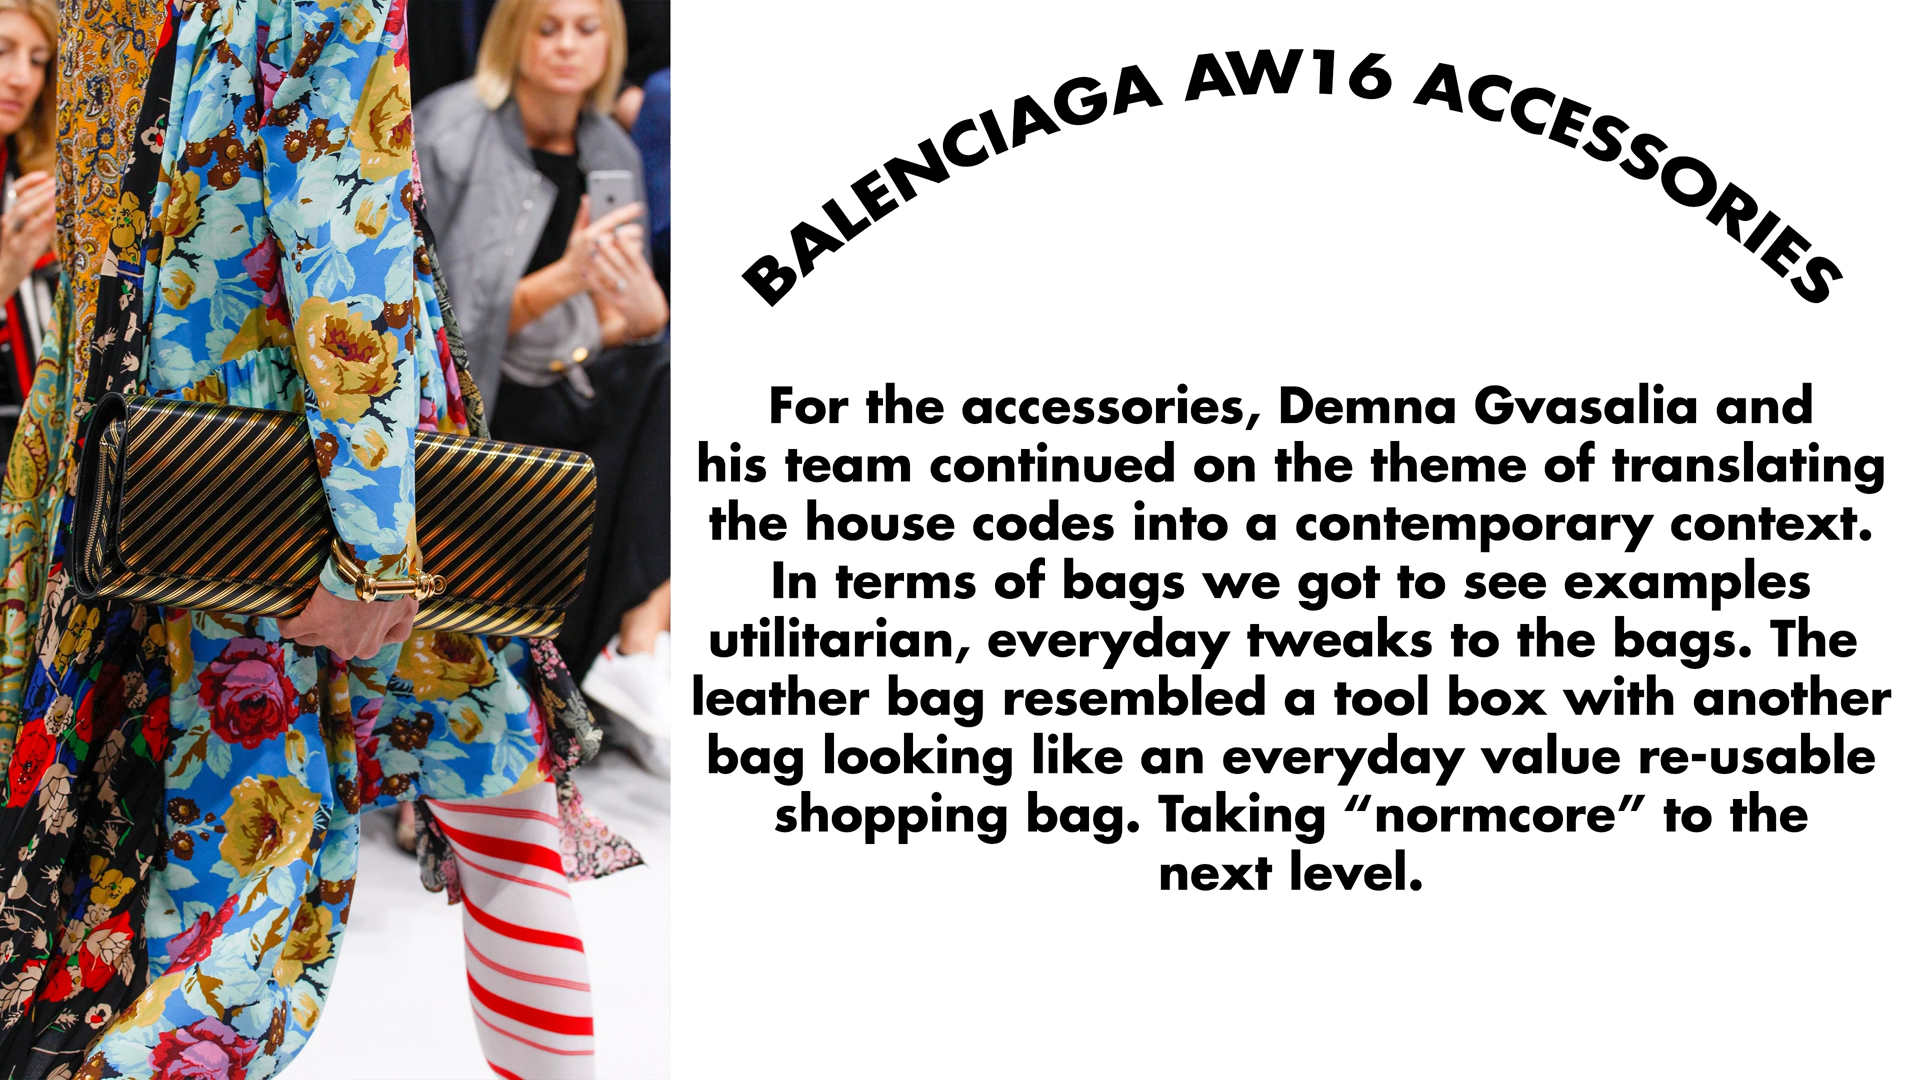 BALENCIAGA AW16 ACCESSORIES
For the accessories, Demna Gvasalia and
his team continued on the theme of translating
the house codes into a contemporary context.
In terms of bags we got to see examples
utilitarian, everyday tweaks to the bags. The
leather bag resembled a tool box with another
bag looking like an everyday value re-usable
shopping bag. Taking “normcore” to the
next level.